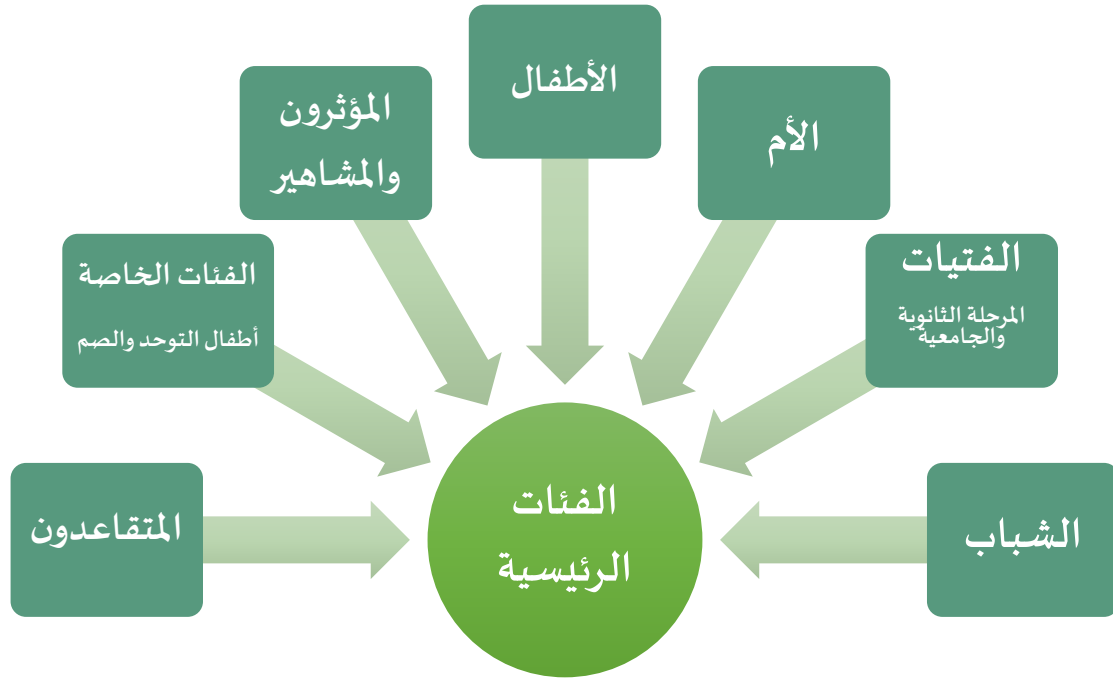 الأطفال
الأم
المؤثرون
والمشاهير
الفتيات
المرحلة الثانوية
والجامعية
الفئات الخاصة
أطفال التوحد والصم
الشباب
المتقاعدون
الفئات
الرئيسية